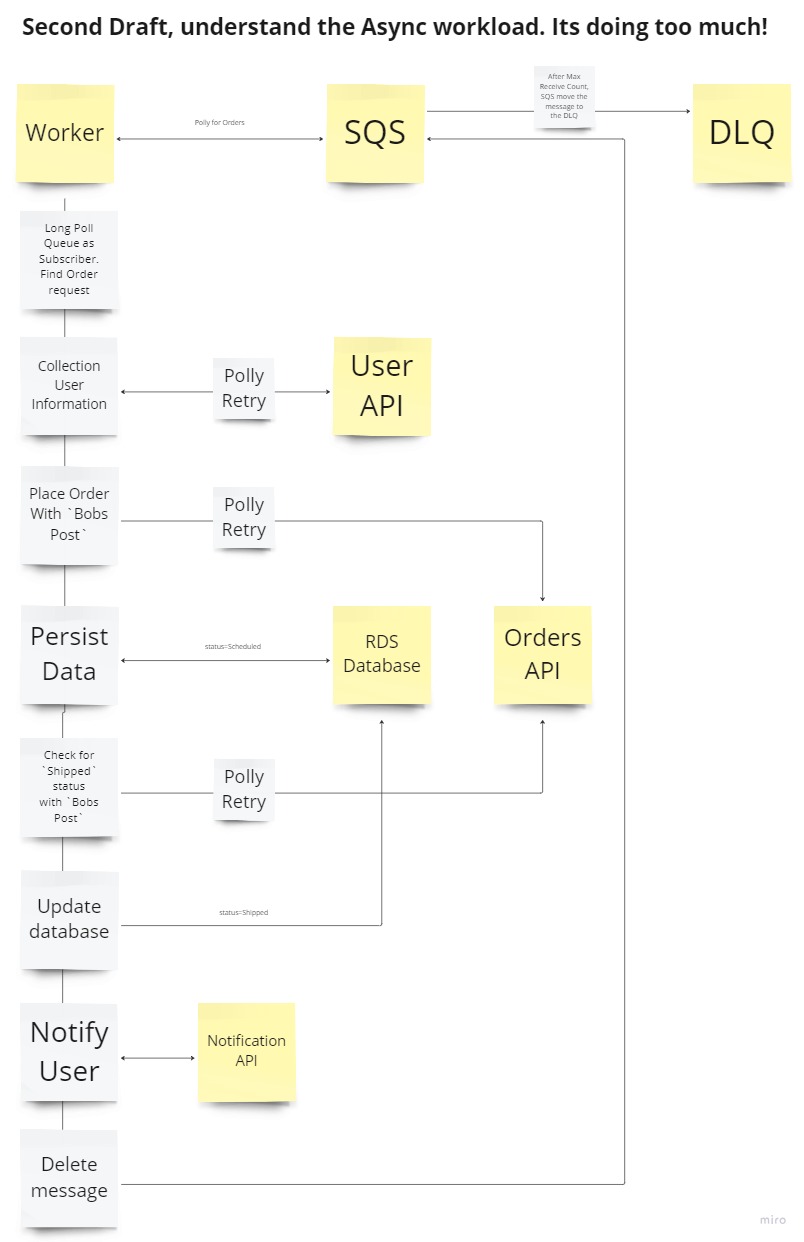 Second Draft, understand the Async workload. Its doing too much!
After Max
Receive Count,
SQS move the
message to
the DLQ
Worker
Polly for Orders
SQS
DLQ
Long Poll
Queue as
Subscriber.
Find Order
request
Collection
User
Information
Polly
Retry
User
API
Place Order
With `Bobs
Post`
Polly
Retry
Persist
Data
status=Scheduled
RDS
Database
Orders
API
Check for
`Shipped`
status
with `Bobs
Post`
Polly
Retry
Update
database
status=Shipped
Notify
User
Notification
API
Delete
message
miro